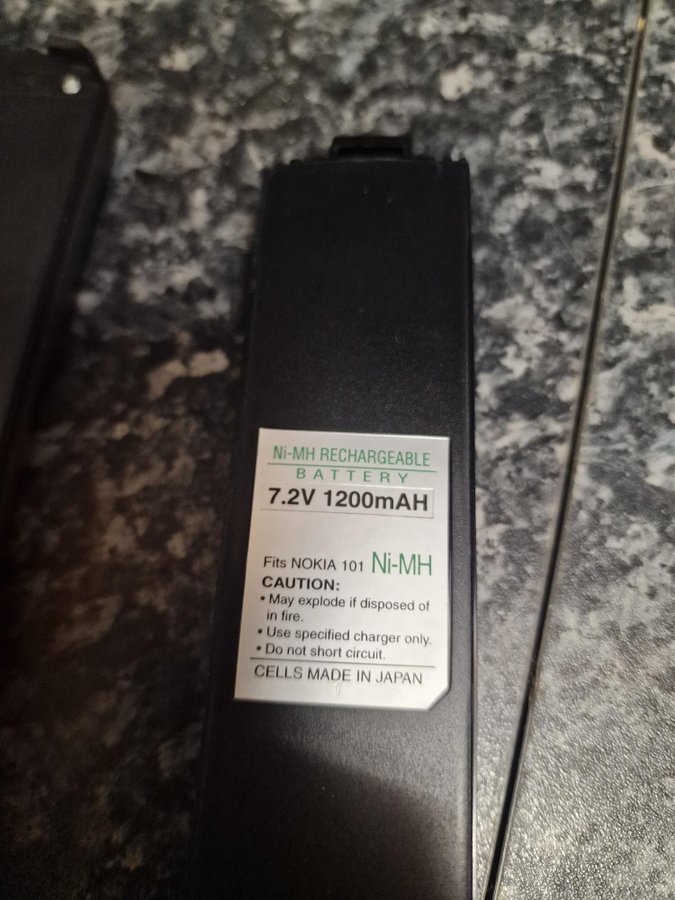 Ni-MH RECHARGEABLE
BATTERY
7.2V 1200mAH
Fits NOKIA 101 Ni-MH
CAUTION:
• May explode if disposed of
in fire.
• Use specified charger only.
• Do not short circuit.
CELLS MADE IN JAPAN